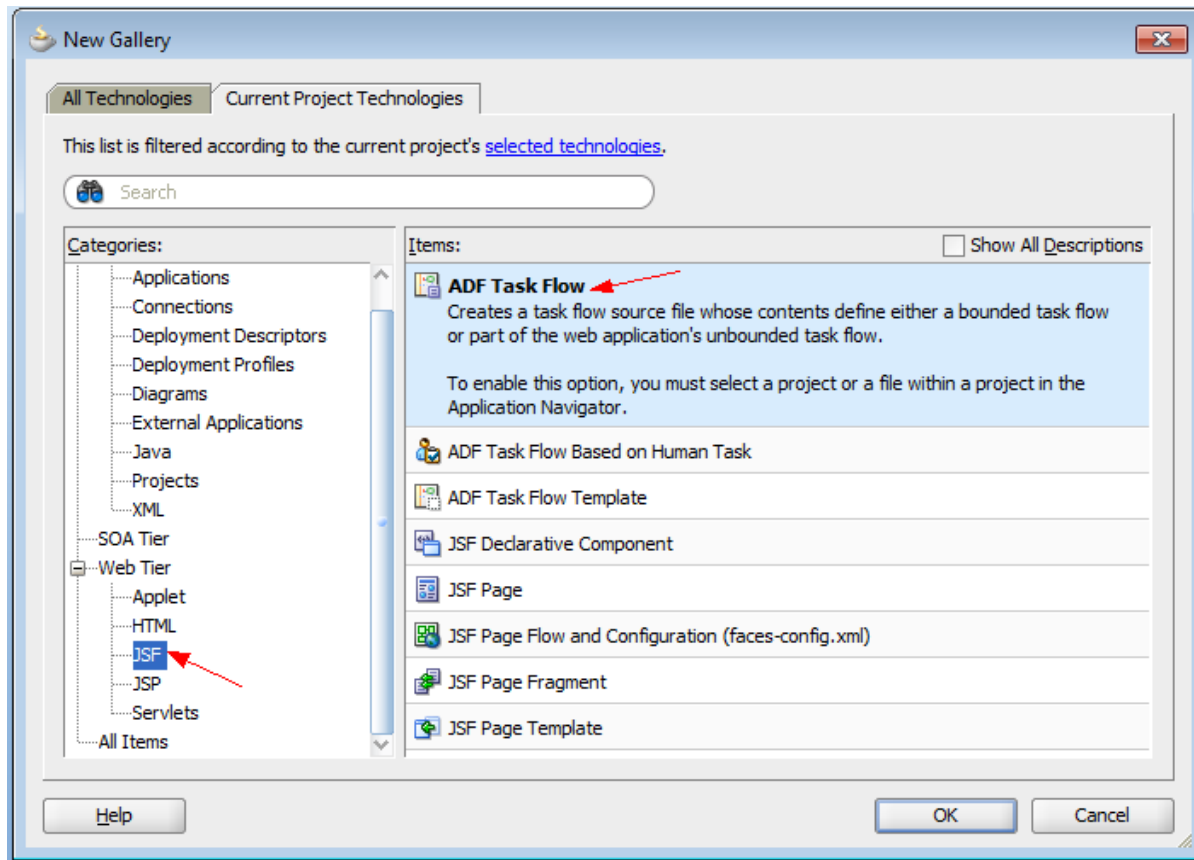 New Gallery
All Technologies
Current Project Technologies
This list is filtered according to the current project's selected technologies.
Search
Categories:
Applications
Connections
Deployment Descriptors
Deployment Profiles
Diagrams
External Applications
Java
Projects
XML
SOA Tier
Web Tier
Applet
HTML
JSF
JSP
Servlets
All Items
Items:
Show All Descriptions
ADF Task Flow
Creates a task flow source file whose contents define either a bounded task flow
or part of the web application's unbounded task flow.
To enable this option, you must select a project or a file within a project in the
Application Navigator.
ADF Task Flow Based on Human Task
ADF Task Flow Template
JSF Declarative Component
JSF Page
JSF Page Flow and Configuration (faces-config.xml)
JSF Page Fragment
JSF Page Template
Help
OK
Cancel